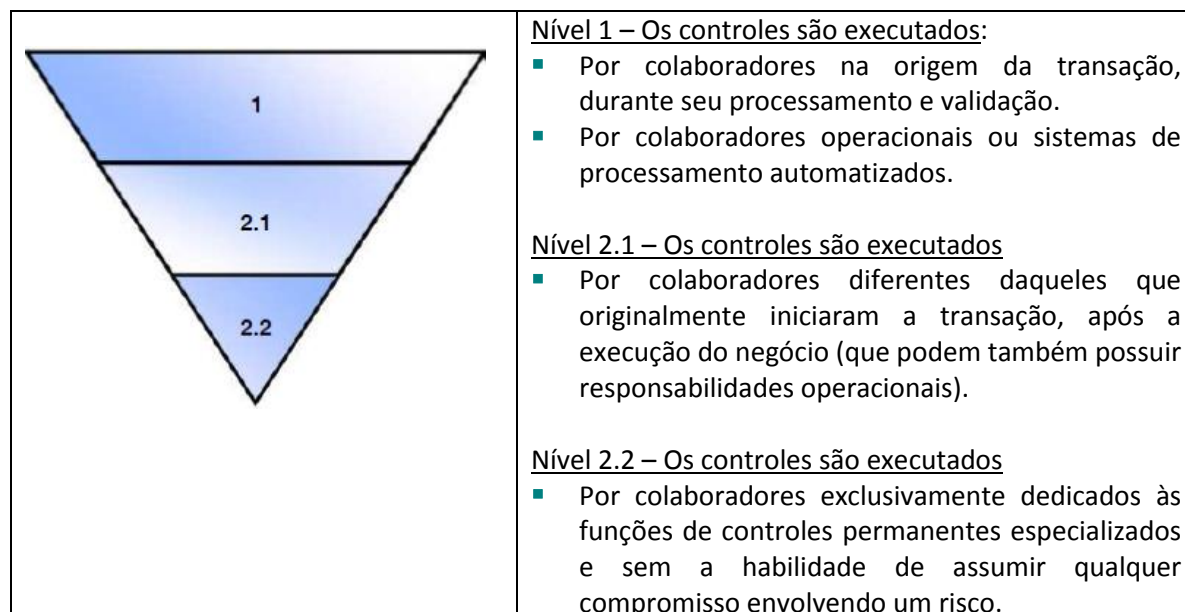 1
2.1
2.2
Nível 1 – Os controles são executados:
▪ Por colaboradores na origem da transação,
durante seu processamento e validação.
▪ Por colaboradores operacionais ou sistemas de
processamento automatizados.
Nível 2.1 – Os controles são executados
▪ Por colaboradores diferentes daqueles que
originalmente iniciaram a transação, após a
execução do negócio (que podem também possuir
responsabilidades operacionais).
Nível 2.2 – Os controles são executados
▪ Por colaboradores exclusivamente dedicados às
funções de controles permanentes especializados
e sem a habilidade de assumir qualquer
compromisso envolvendo um risco.